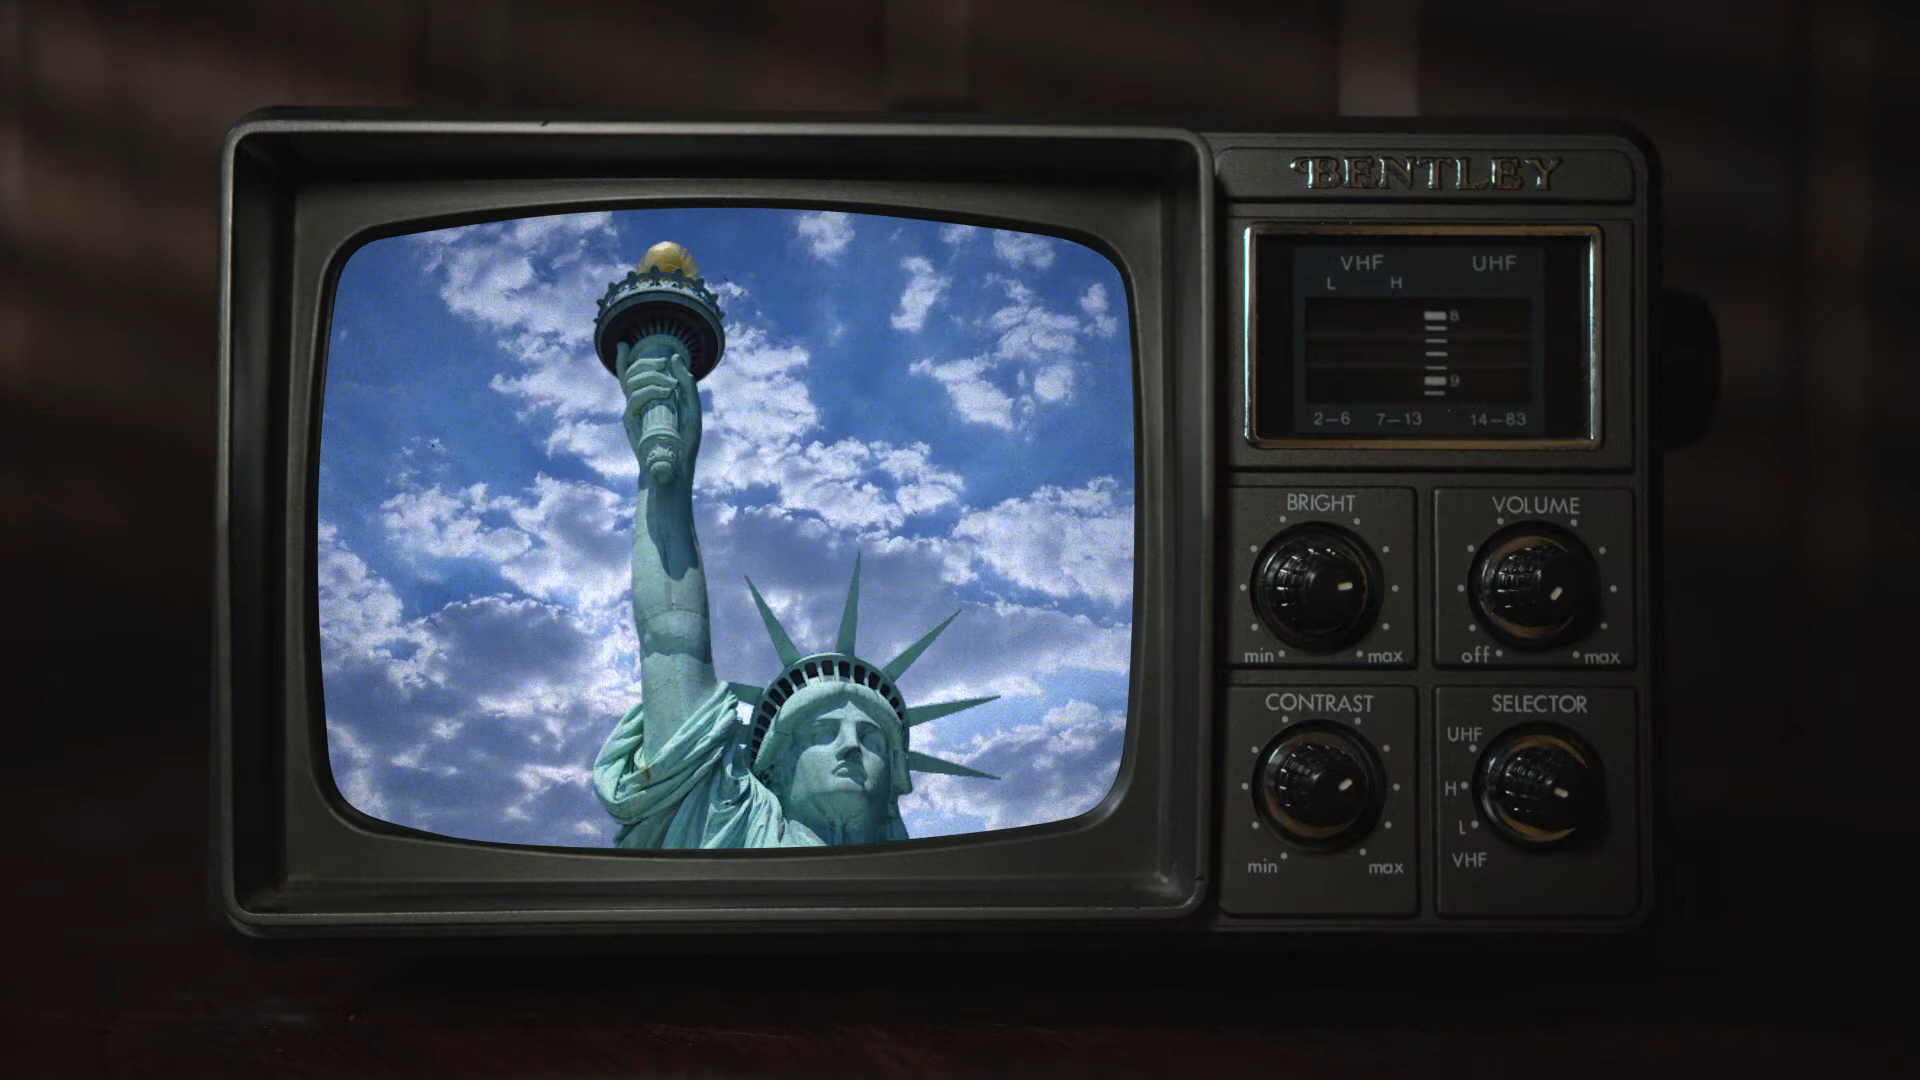 BENTLEY
VHF UHF
L H
8
9
2–6 7–13 14–83
BRIGHT
min max
VOLUME
off max
CONTRAST
min max
SELECTOR
UHF
H
L
VHF